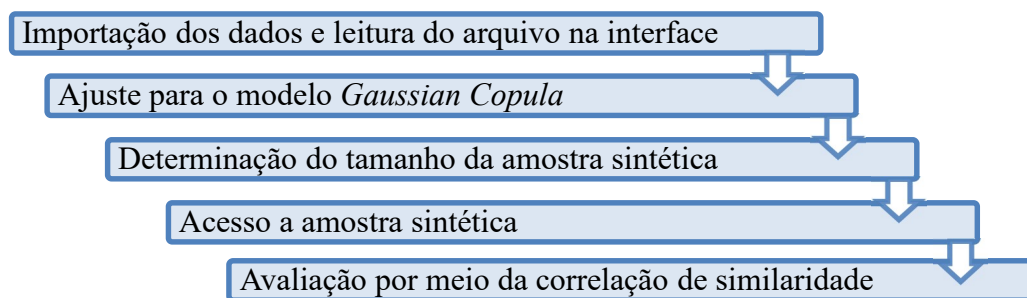 Importação dos dados e leitura do arquivo na interface
Ajuste para o modelo Gaussian Copula
Determinação do tamanho da amostra sintética
Acesso a amostra sintética
Avaliação por meio da correlação de similaridade